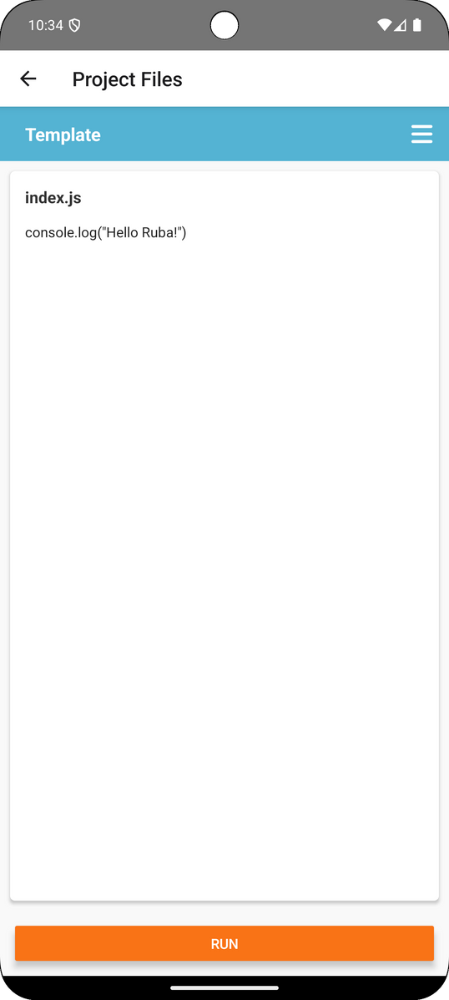 10:34
Project Files
Template
index.js
console.log("Hello Ruba!")
RUN